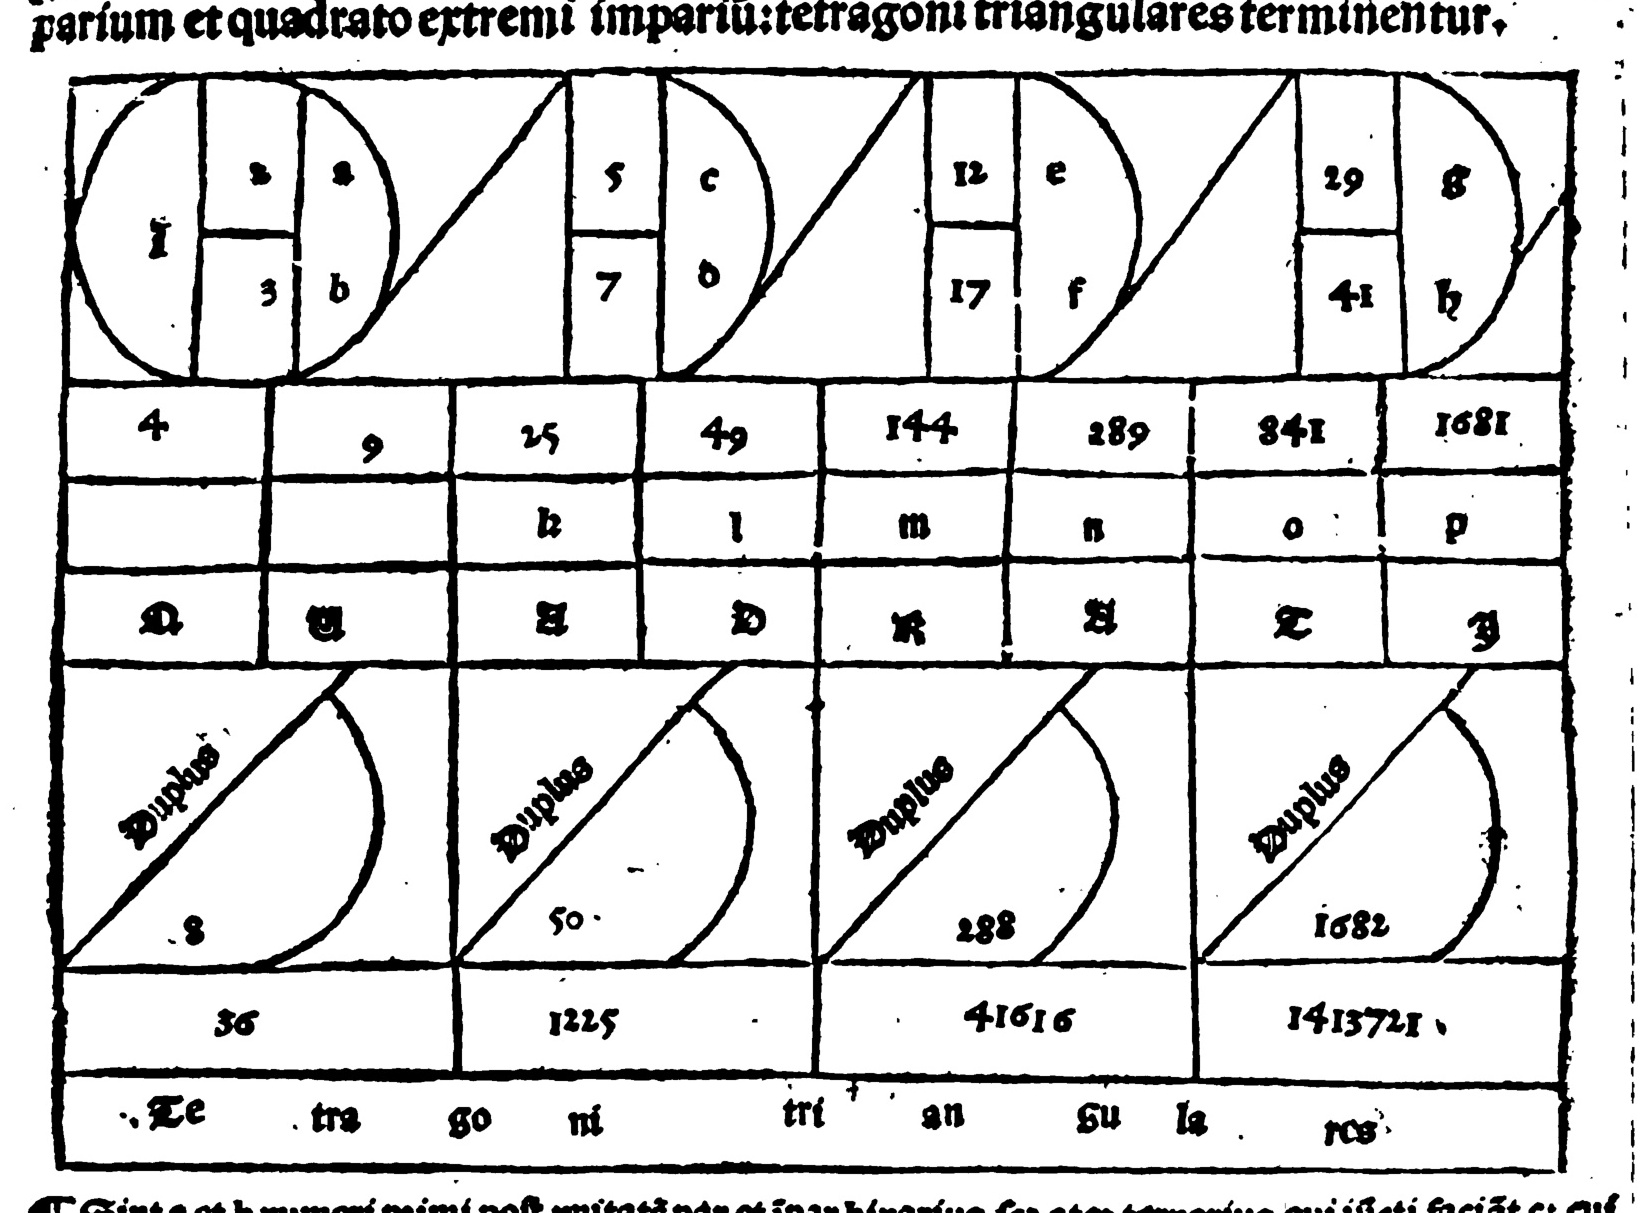 parium et quadrato extremi impariū: tetragoni triangulares terminentur.
2 a 5 c 12 e 29 g
1
3 b 7 d 17 f 41 h
4 9 25 49 144 289 841 1681
k l m n o p
Q U A D R A T I
Duplus Duplus Duplus Duplus
8 50 288 1682
36 1225 41616 1413721
Te tra go ni tri an gu la res